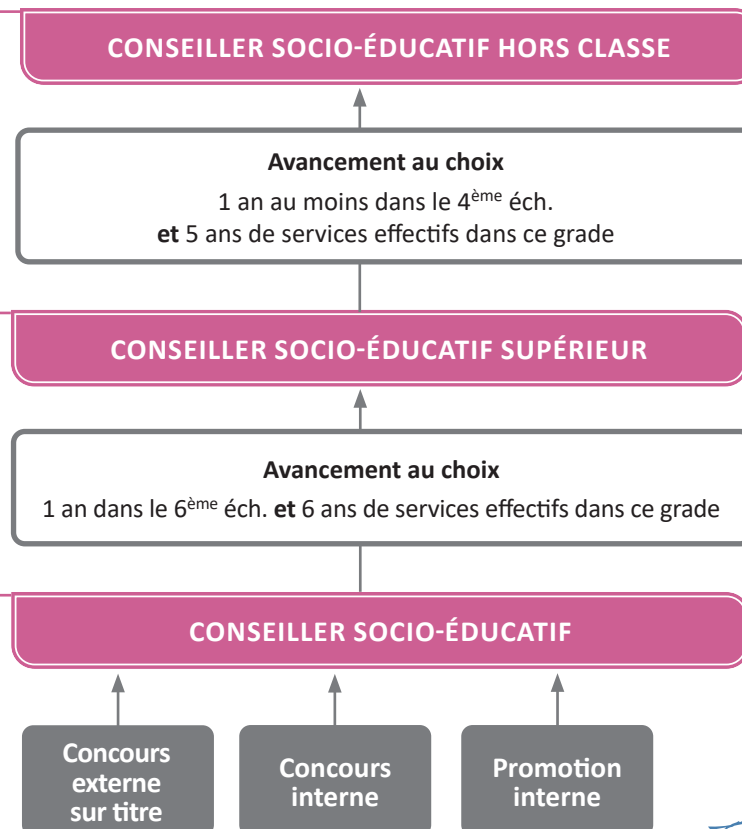 CONSEILLER SOCIO-ÉDUCATIF HORS CLASSE
Avancement au choix
1 an au moins dans le 4ème éch.
et 5 ans de services effectifs dans ce grade
CONSEILLER SOCIO-ÉDUCATIF SUPÉRIEUR
Avancement au choix
1 an dans le 6ème éch. et 6 ans de services effectifs dans ce grade
CONSEILLER SOCIO-ÉDUCATIF
Concours
externe
sur titre
Concours
interne
Promotion
interne